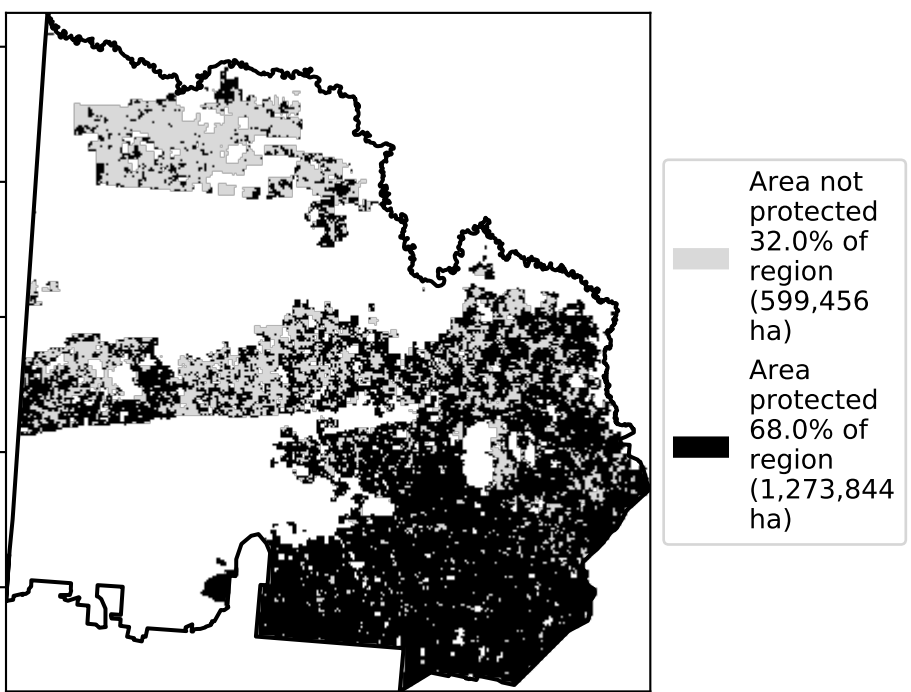 Area not
protected
32.0% of
region
(599,456
ha)
Area
protected
68.0% of
region
(1,273,844
ha)